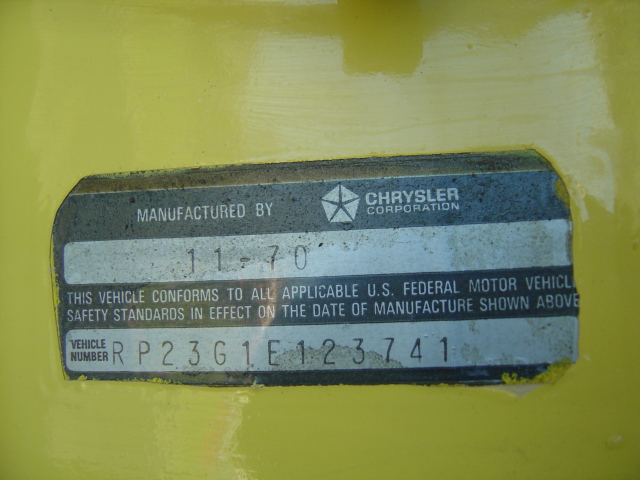 MANUFACTURED BY CHRYSLER CORPORATION
11-70
THIS VEHICLE CONFORMS TO ALL APPLICABLE U.S. FEDERAL MOTOR VEHICL
SAFETY STANDARDS IN EFFECT ON THE DATE OF MANUFACTURE SHOWN ABOVE
VEHICLE NUMBER RP23G1E123741